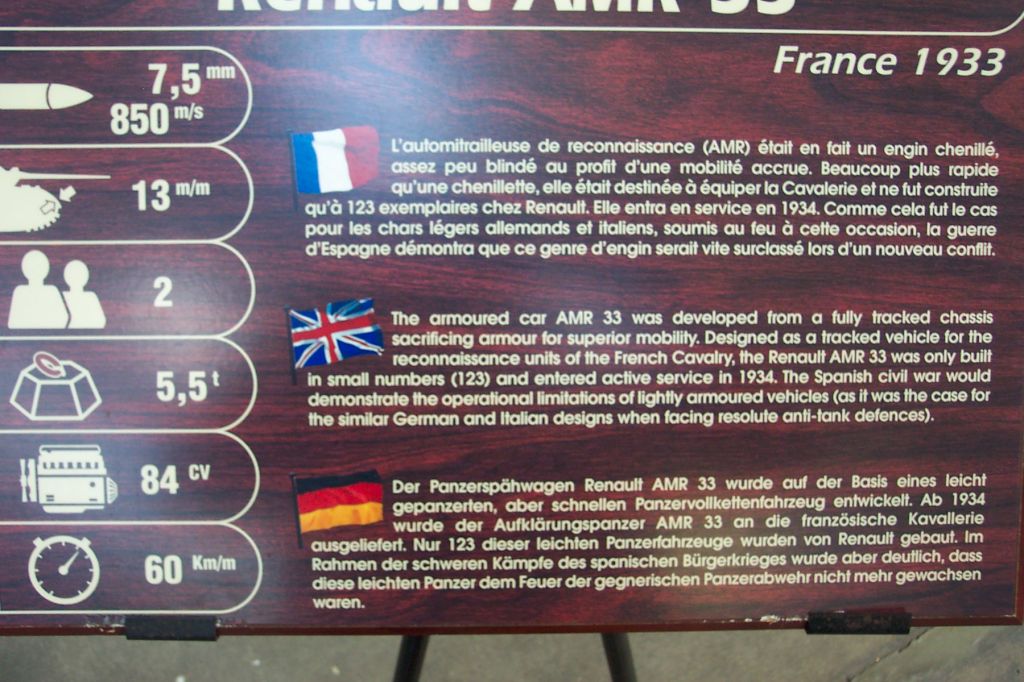 Renault AMR 33
France 1933
7,5 mm
850 m/s
13 m/m
2
5,5 t
84 CV
60 Km/m
L'automitrailleuse de reconnaissance (AMR) était en fait un engin chenillé,
assez peu blindé au profit d'une mobilité accrue. Beaucoup plus rapide
qu'une chenillette, elle était destinée à équiper la Cavalerie et ne fut construite
qu'à 123 exemplaires chez Renault. Elle entra en service en 1934. Comme cela fut le cas
pour les chars légers allemands et italiens, soumis au feu à cette occasion, la guerre
d'Espagne démontra que ce genre d'engin serait vite surclassé lors d'un nouveau conflit.
The armoured car AMR 33 was developed from a fully tracked chassis
sacrificing armour for superior mobility. Designed as a tracked vehicle for the
reconnaissance units of the French Cavalry, the Renault AMR 33 was only built
in small numbers (123) and entered active service in 1934. The Spanish civil war would
demonstrate the operational limitations of lightly armoured vehicles (as it was the case for
the similar German and Italian designs when facing resolute anti-tank defences).
Der Panzerspähwagen Renault AMR 33 wurde auf der Basis eines leicht
gepanzerten, aber schnellen Panzervollkettenfahrzeug entwickelt. Ab 1934
wurde der Aufklärungspanzer AMR 33 an die französische Kavallerie
ausgeliefert. Nur 123 dieser leichten Panzerfahrzeuge wurden von Renault gebaut. Im
Rahmen der schweren Kämpfe des spanischen Bürgerkrieges wurde aber deutlich, dass
diese leichten Panzer dem Feuer der gegnerischen Panzerabwehr nicht mehr gewachsen
waren.